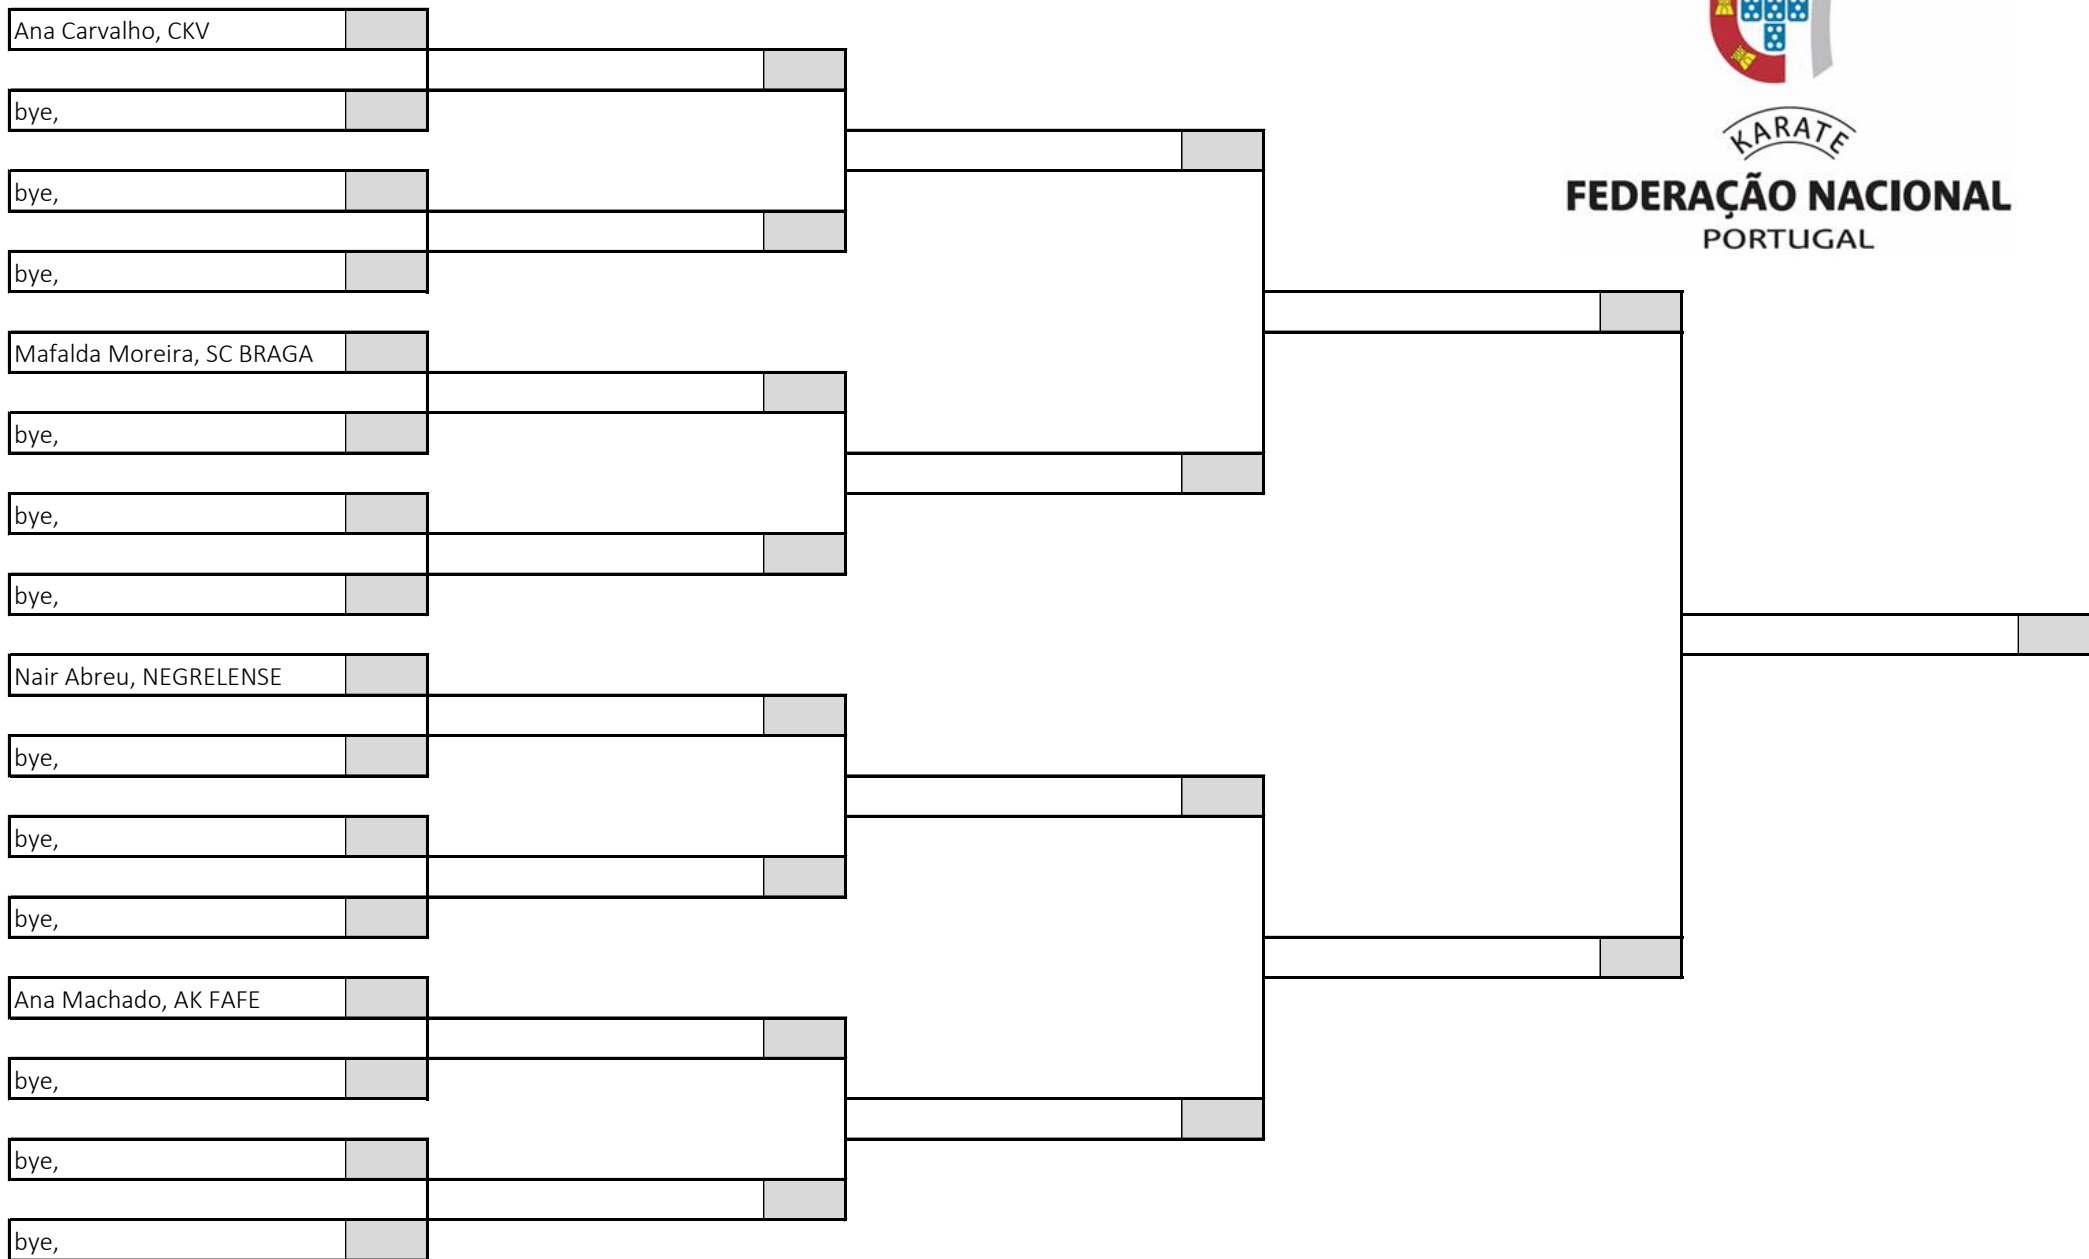 Ana Carvalho, CKV
bye,
bye,
bye,
Mafalda Moreira, SC BRAGA
bye,
bye,
bye,
Nair Abreu, NEGRELENSE
bye,
bye,
bye,
Ana Machado, AK FAFE
bye,
bye,
bye,
KARATE
FEDERAÇÃO NACIONAL
PORTUGAL